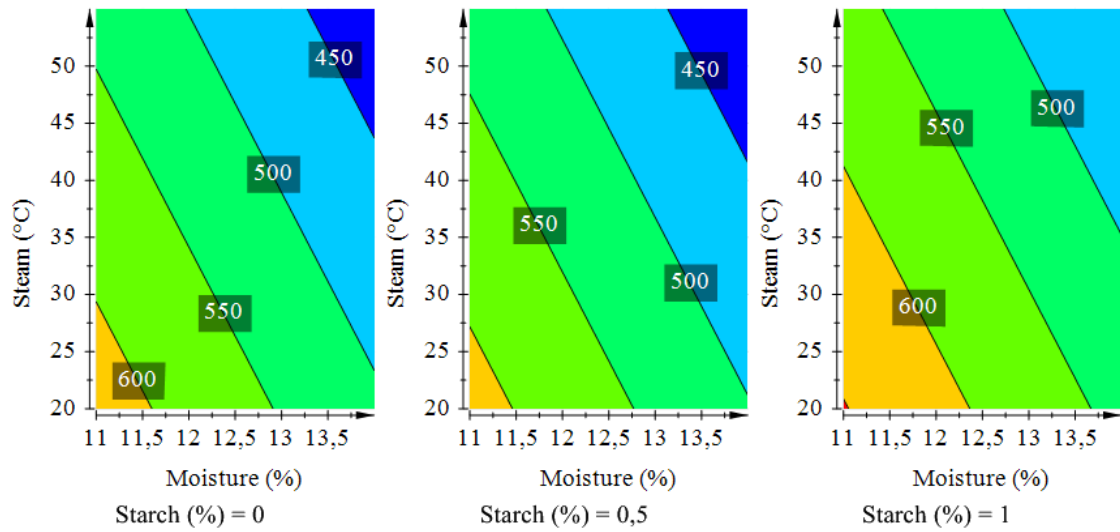 Steam (°C)
50
45
40
35
30
25
20
450
500
550
600
11 11,5 12 12,5 13 13,5
Moisture (%)
Starch (%) = 0
Steam (°C)
50
45
40
35
30
25
20
450
550
500
11 11,5 12 12,5 13 13,5
Moisture (%)
Starch (%) = 0,5
Steam (°C)
50
45
40
35
30
25
20
500
550
600
11 11,5 12 12,5 13 13,5
Moisture (%)
Starch (%) = 1